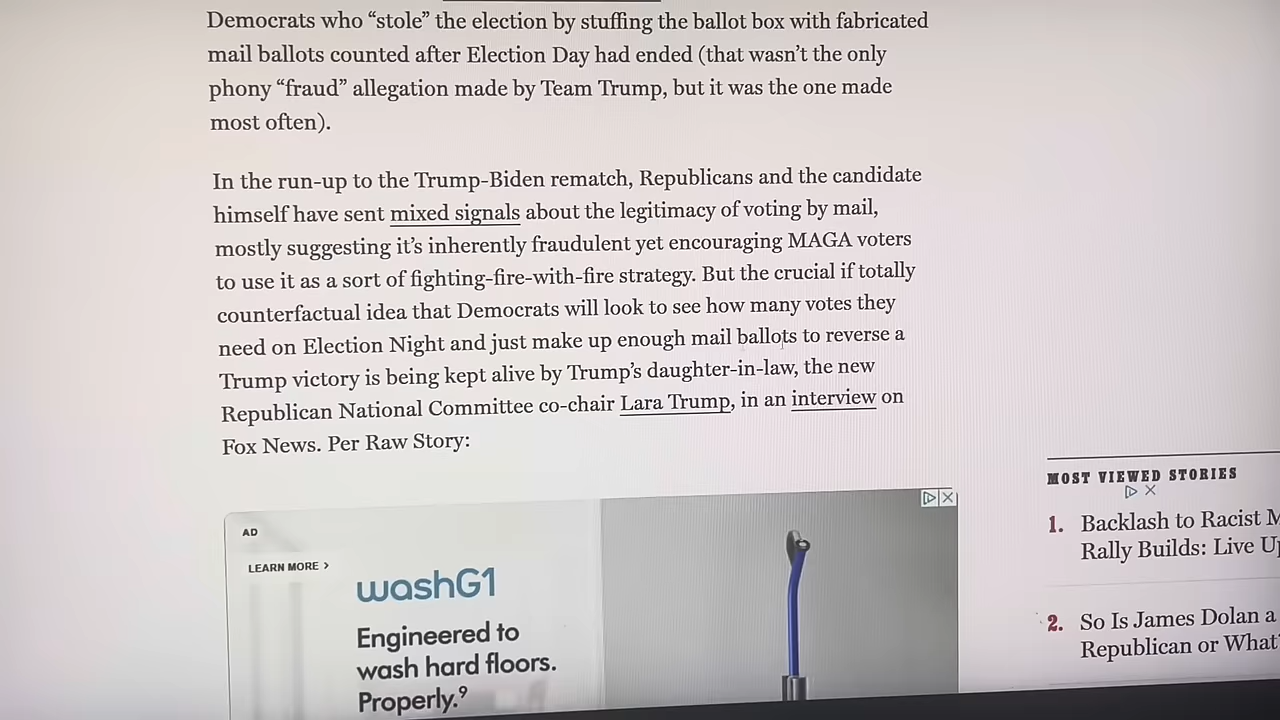 Democrats who “stole” the election by stuffing the ballot box with fabricated
mail ballots counted after Election Day had ended (that wasn’t the only
phony “fraud” allegation made by Team Trump, but it was the one made
most often).
In the run-up to the Trump-Biden rematch, Republicans and the candidate
himself have sent mixed signals about the legitimacy of voting by mail,
mostly suggesting it’s inherently fraudulent yet encouraging MAGA voters
to use it as a sort of fighting-fire-with-fire strategy. But the crucial if totally
counterfactual idea that Democrats will look to see how many votes they
need on Election Night and just make up enough mail ballots to reverse a
Trump victory is being kept alive by Trump’s daughter-in-law, the new
Republican National Committee co-chair Lara Trump, in an interview on
Fox News. Per Raw Story:
AD
LEARN MORE >
washG1
Engineered to
wash hard floors.
Properly.⁹
MOST VIEWED STORIES
1. Backlash to Racist M
Rally Builds: Live Up
2. So Is James Dolan a
Republican or What